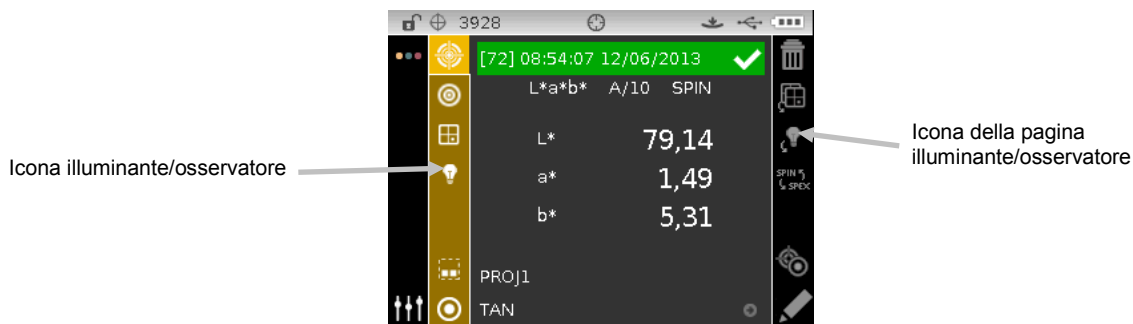 3928
[72] 08:54:07 12/06/2013
L*a*b* A/10 SPIN
L* 79,14
a* 1,49
b* 5,31
SPIN
SPEX
PROJ1
TAN
Icona illuminante/osservatore
Icona della pagina
illuminante/osservatore